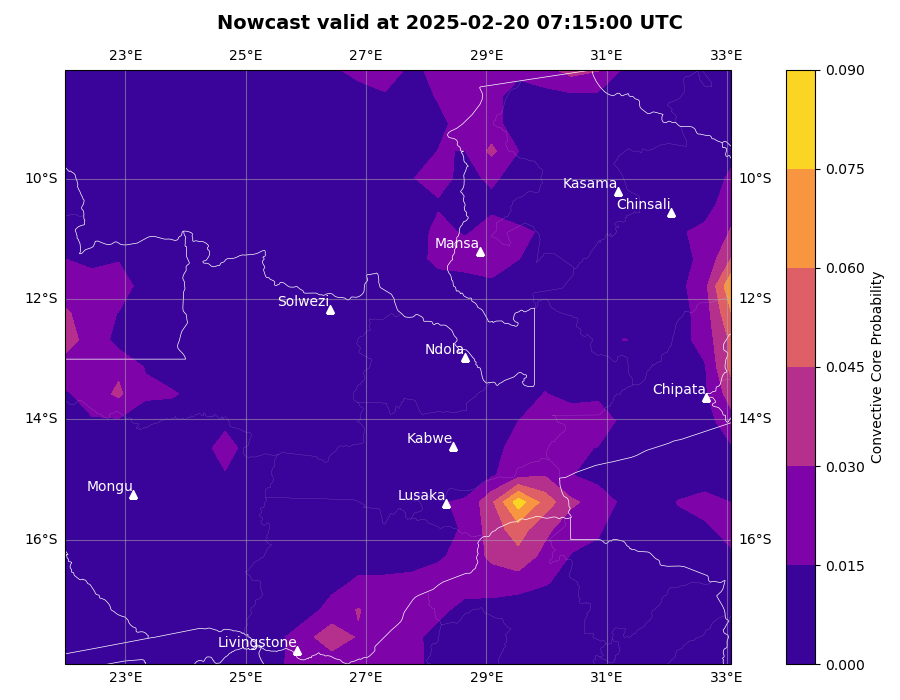 Nowcast valid at 2025-02-20 07:15:00 UTC
23°E 25°E 27°E 29°E 31°E 33°E
0.090
0.075
10°S 10°S
Kasama
Chinsali
Mansa
0.060
12°S 12°S
Solwezi
Ndola
0.045
Chipata
14°S 14°S
Kabwe
0.030
Mongu
Lusaka
16°S 16°S
0.015
Livingstone
0.000
23°E 25°E 27°E 29°E 31°E 33°E
Convective Core Probability